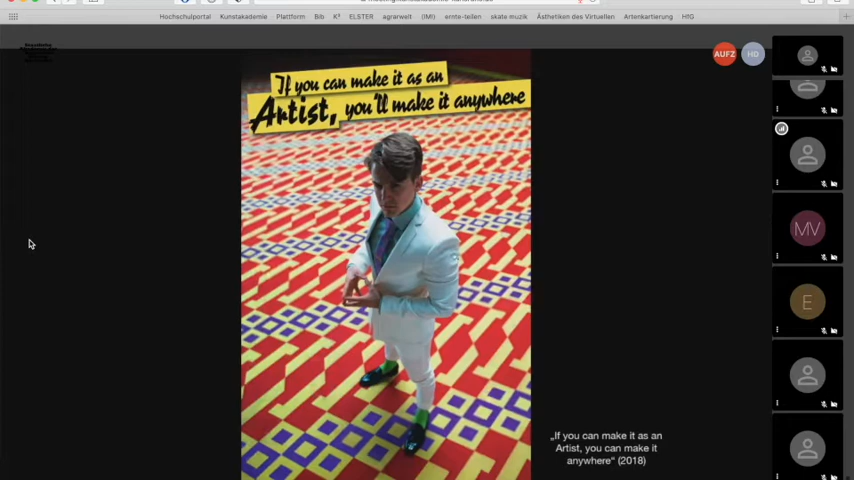 Hochschulportal Kunstakademie Plattform Bib K³ ELSTER agrarwelt (IMI) ernte-teilen skate muzik Ästhetiken des Virtuellen Artenkartierung HfG
AUFZ HD
If you can make it as an
Artist, you'll make it anywhere
MV
E
„If you can make it as an
Artist, you can make it
anywhere“ (2018)